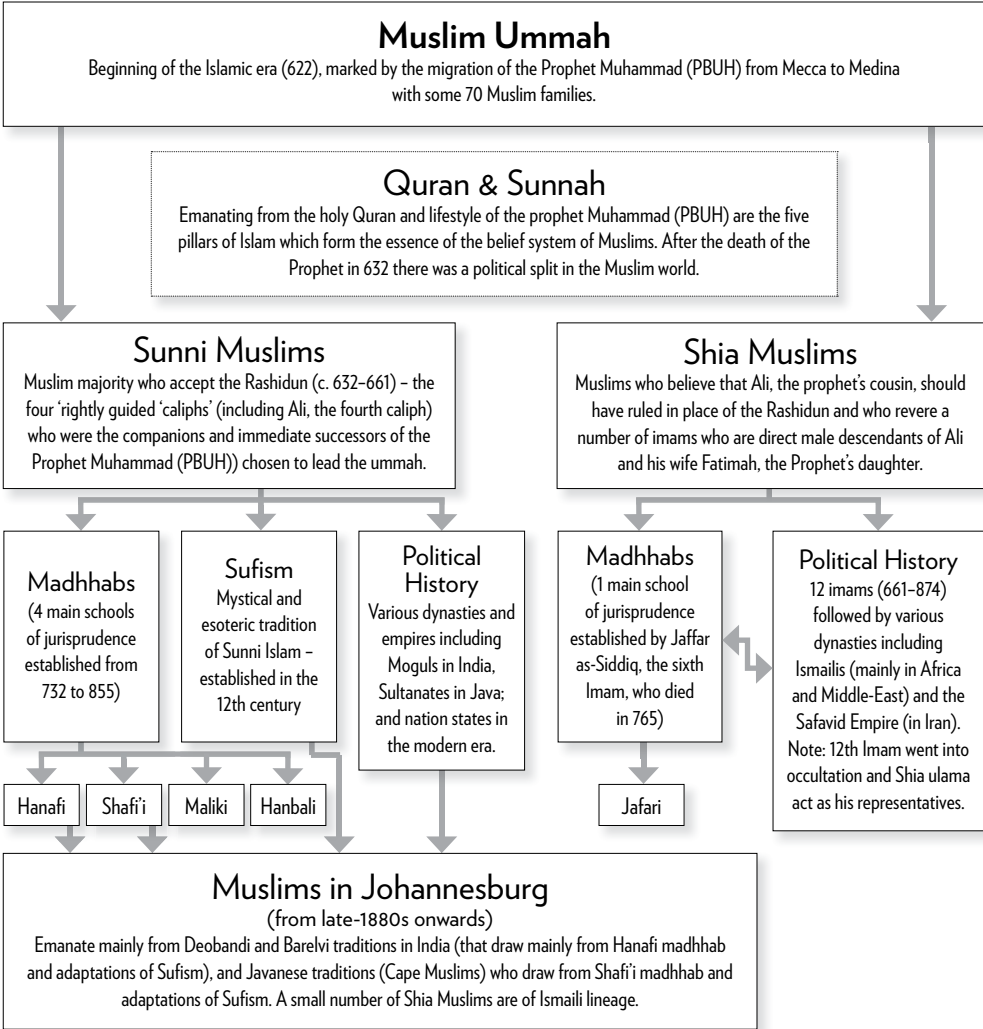 Muslim Ummah
Beginning of the Islamic era (622), marked by the migration of the Prophet Muhammad (PBUH) from Mecca to Medina
with some 70 Muslim families.
Quran & Sunnah
Emanating from the holy Quran and lifestyle of the prophet Muhammad (PBUH) are the five
pillars of Islam which form the essence of the belief system of Muslims. After the death of the
Prophet in 632 there was a political split in the Muslim world.
Sunni Muslims
Muslim majority who accept the Rashidun (c. 632–661) – the
four ‘rightly guided ‘caliphs’ (including Ali, the fourth caliph)
who were the companions and immediate successors of the
Prophet Muhammad (PBUH)) chosen to lead the ummah.
Shia Muslims
Muslims who believe that Ali, the prophet’s cousin, should
have ruled in place of the Rashidun and who revere a
number of imams who are direct male descendants of Ali
and his wife Fatimah, the Prophet’s daughter.
Madhhabs
(4 main schools
of jurisprudence
established from
732 to 855)
Sufism
Mystical and
esoteric tradition
of Sunni Islam –
established in the
12th century
Political
History
Various dynasties and
empires including
Moguls in India,
Sultanates in Java;
and nation states in
the modern era.
Madhhabs
(1 main school
of jurisprudence
established by Jaffar
as-Siddiq, the sixth
Imam, who died
in 765)
Political History
12 imams (661–874)
followed by various
dynasties including
Ismailis (mainly in Africa
and Middle-East) and the
Safavid Empire (in Iran).
Note: 12th Imam went into
occultation and Shia ulama
act as his representatives.
Hanafi
Shafi’i
Maliki
Hanbali
Jafari
Muslims in Johannesburg
(from late-1880s onwards)
Emanate mainly from Deobandi and Barelvi traditions in India (that draw mainly from Hanafi madhhab
and adaptations of Sufism), and Javanese traditions (Cape Muslims) who draw from Shafi’i madhhab and
adaptations of Sufism. A small number of Shia Muslims are of Ismaili lineage.